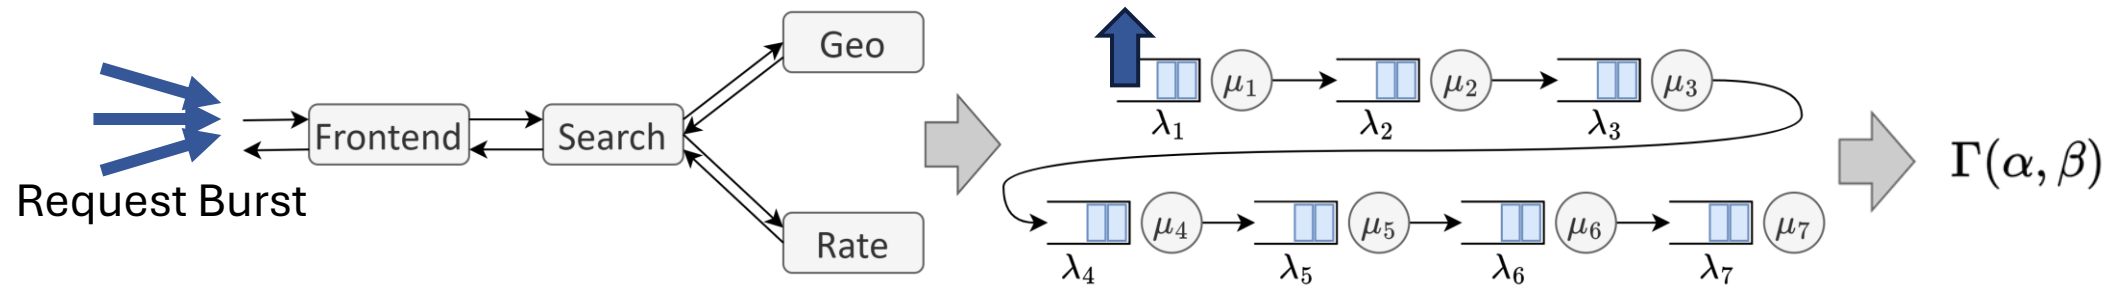 Geo
Frontend
Search
Rate
Request Burst
μ₁ μ₂ μ₃
λ₁ λ₂ λ₃
μ₄ μ₅ μ₆ μ₇
λ₄ λ₅ λ₆ λ₇
Γ(α, β)